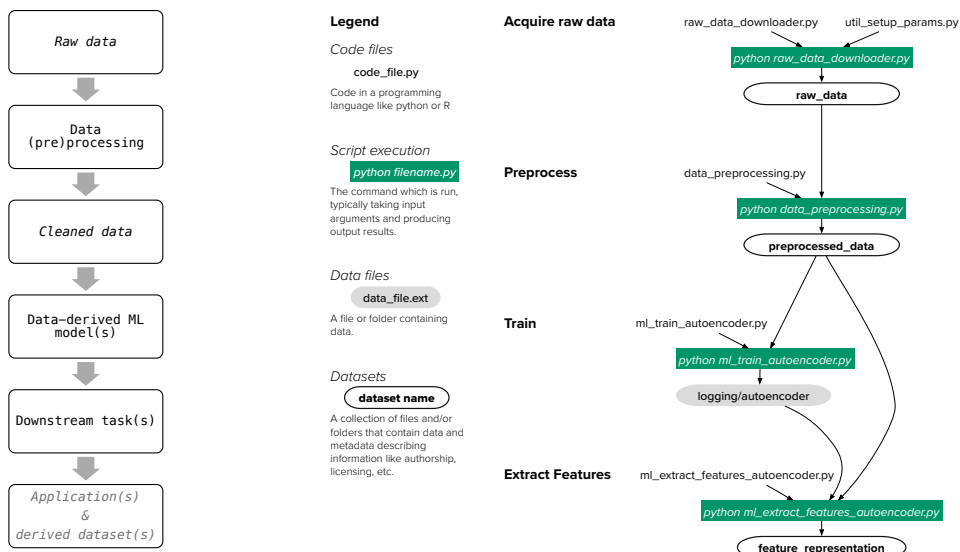 Raw data
Data
(pre)processing
Cleaned data
Data-derived ML
model(s)
Downstream task(s)
Application(s)
&
derived dataset(s)
Legend
Code files
code_file.py
Code in a programming
language like python or R
Script execution
python filename.py
The command which is run,
typically taking input
arguments and producing
output results.
Data files
data_file.ext
A file or folder containing
data.
Datasets
dataset name
A collection of files and/or
folders that contain data and
metadata describing
information like authorship,
licensing, etc.
Acquire raw data
raw_data_downloader.py
util_setup_params.py
python raw_data_downloader.py
raw_data
Preprocess
data_preprocessing.py
python data_preprocessing.py
preprocessed_data
Train
ml_train_autoencoder.py
python ml_train_autoencoder.py
logging/autoencoder
Extract Features
ml_extract_features_autoencoder.py
python ml_extract_features_autoencoder.py
feature_representation